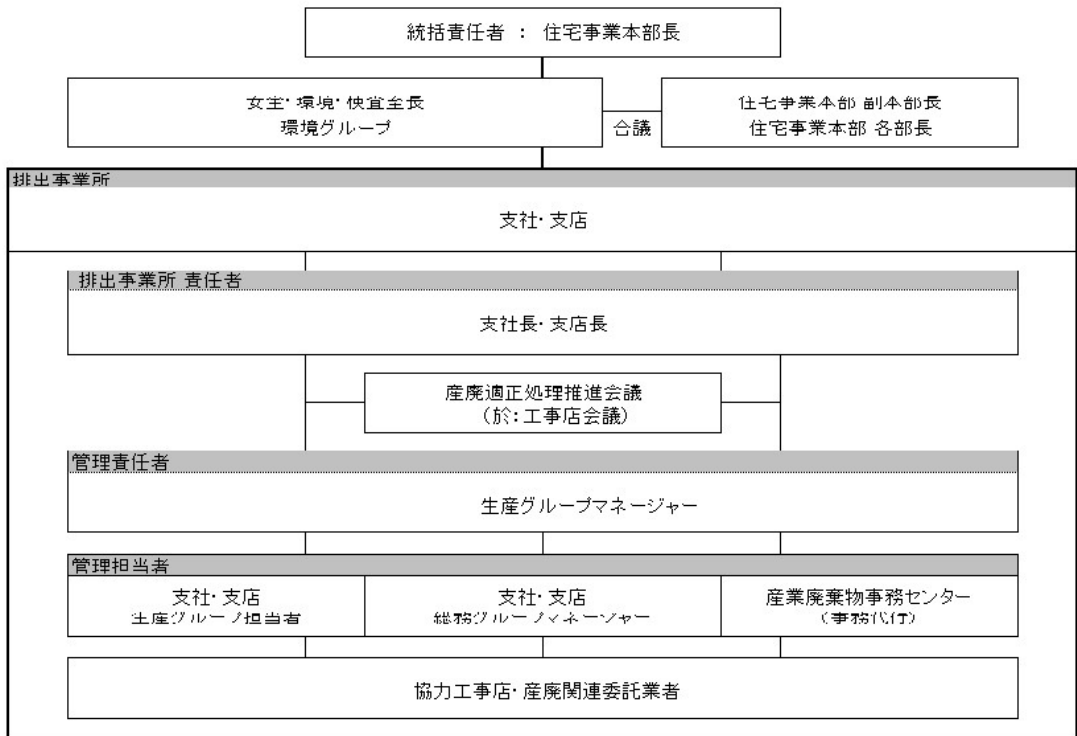 統括責任者 : 住宅事業本部長
安全・環境・検査室長
環境グループ
合議
住宅事業本部 副本部長
住宅事業本部 各部長
排出事業所
支社・支店
排出事業所 責任者
支社長・支店長
産廃適正処理推進会議
(於:工事店会議)
管理責任者
生産グループマネージャー
管理担当者
支社・支店
生産グループ担当者
支社・支店
総務グループマネージャー
産業廃棄物事務センター
(事務代行)
協力工事店・産廃関連委託業者